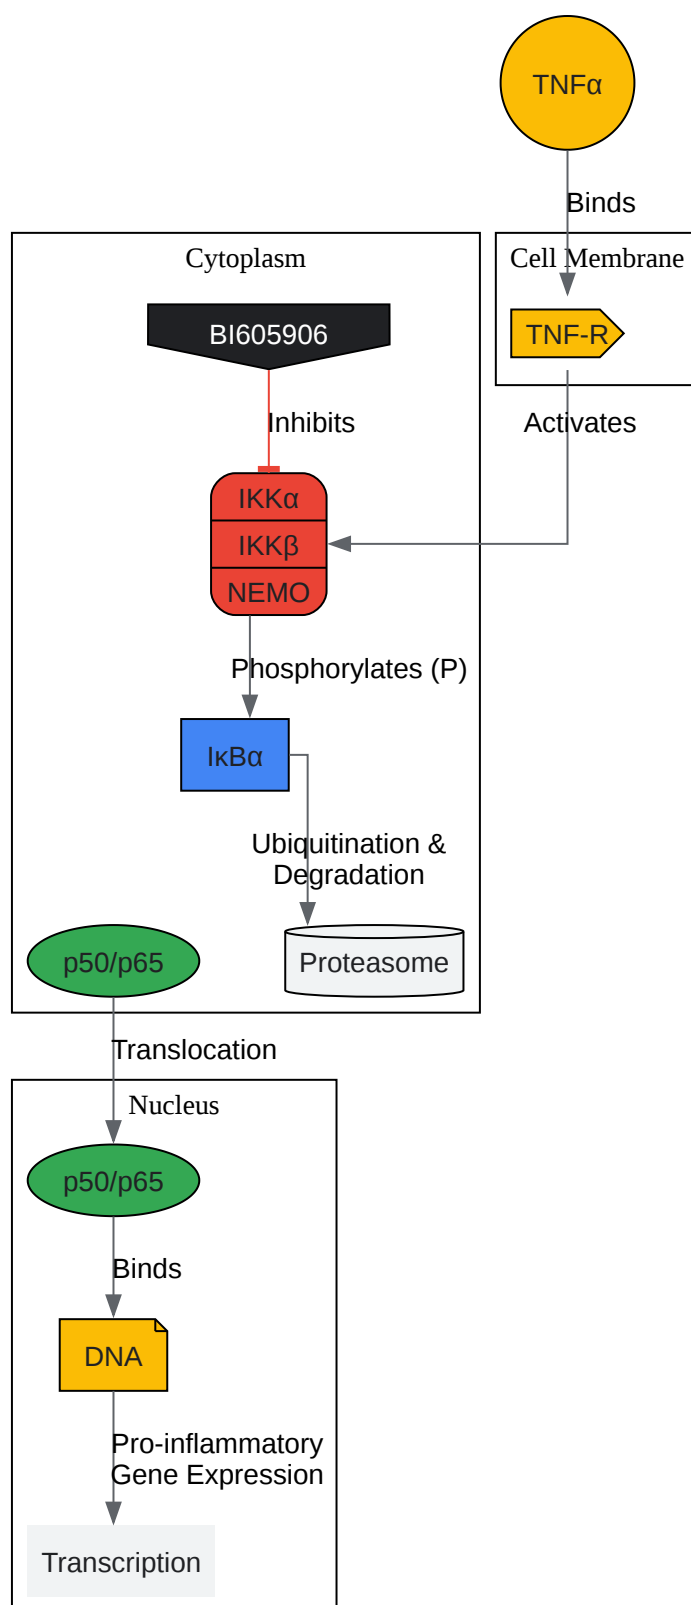 TNFα
Binds
Cytoplasm
Cell Membrane
BI605906
TNF-R
Inhibits
Activates
IKKα
IKKβ
NEMO
Phosphorylates (P)
IκBα
Ubiquitination &
Degradation
p50/p65
Proteasome
Translocation
Nucleus
p50/p65
Binds
DNA
Pro-inflammatory
Gene Expression
Transcription